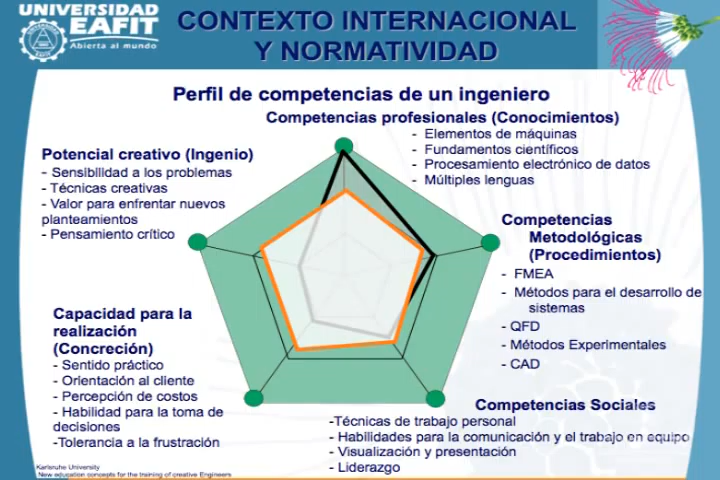 UNIVERSIDAD
EAFIT
Abierta al mundo
CONTEXTO INTERNACIONAL
Y NORMATIVIDAD
Perfil de competencias de un ingeniero
Competencias profesionales (Conocimientos)
- Elementos de máquinas
- Fundamentos científicos
- Procesamiento electrónico de datos
- Múltiples lenguas
Potencial creativo (Ingenio)
- Sensibilidad a los problemas
- Técnicas creativas
- Valor para enfrentar nuevos
planteamientos
- Pensamiento crítico
Competencias
Metodológicas
(Procedimientos)
- FMEA
- Métodos para el desarrollo de
sistemas
- QFD
- Métodos Experimentales
- CAD
Capacidad para la
realización
(Concreción)
- Sentido práctico
- Orientación al cliente
- Percepción de costos
- Habilidad para la toma de
decisiones
-Tolerancia a la frustración
Competencias Sociales
-Técnicas de trabajo personal
- Habilidades para la comunicación y el trabajo en equipo
- Visualización y presentación
- Liderazgo
Karlsruhe University
New education concepts for the training of creative Engineers